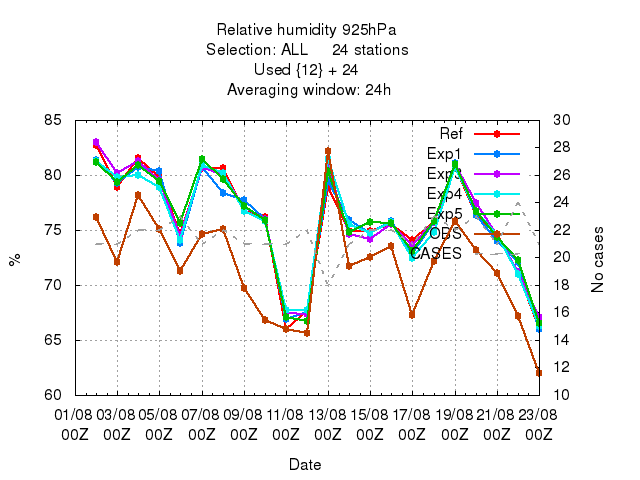 Relative humidity 925hPa
Selection: ALL 24 stations
Used {12} + 24
Averaging window: 24h
85 30
28
80 26
24
75 22
% 20 No cases
70 18
16
65 14
12
60 10
Ref
Exp1
Exp3
Exp4
Exp5
OBS
CASES
01/08 03/08 05/08 07/08 09/08 11/08 13/08 15/08 17/08 19/08 21/08 23/08
00Z 00Z 00Z 00Z 00Z 00Z 00Z 00Z 00Z 00Z 00Z 00Z
Date